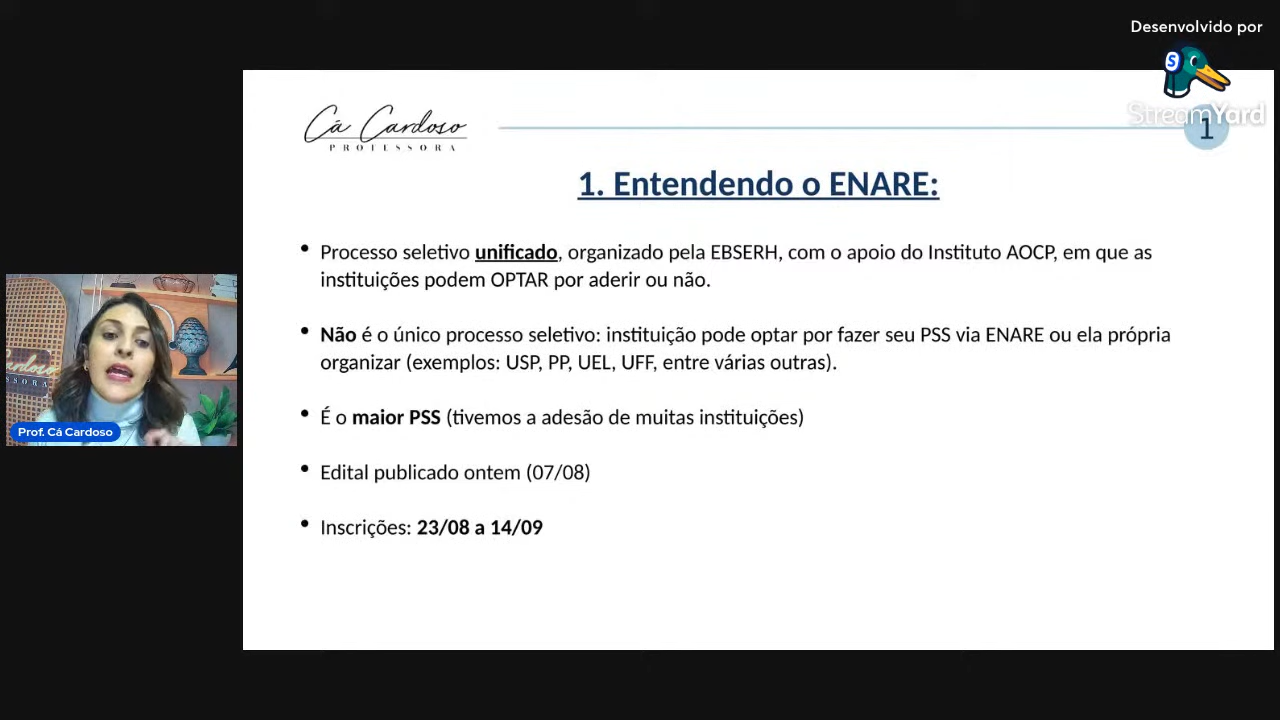 Desenvolvido por
StreamYard
Cá Cardoso
PROFESSORA
1
1. Entendendo o ENARE:
• Processo seletivo unificado, organizado pela EBSERH, com o apoio do Instituto AOCP, em que as
instituições podem OPTAR por aderir ou não.
• Não é o único processo seletivo: instituição pode optar por fazer seu PSS via ENARE ou ela própria
organizar (exemplos: USP, PP, UEL, UFF, entre várias outras).
• É o maior PSS (tivemos a adesão de muitas instituições)
• Edital publicado ontem (07/08)
• Inscrições: 23/08 a 14/09
Prof. Cá Cardoso